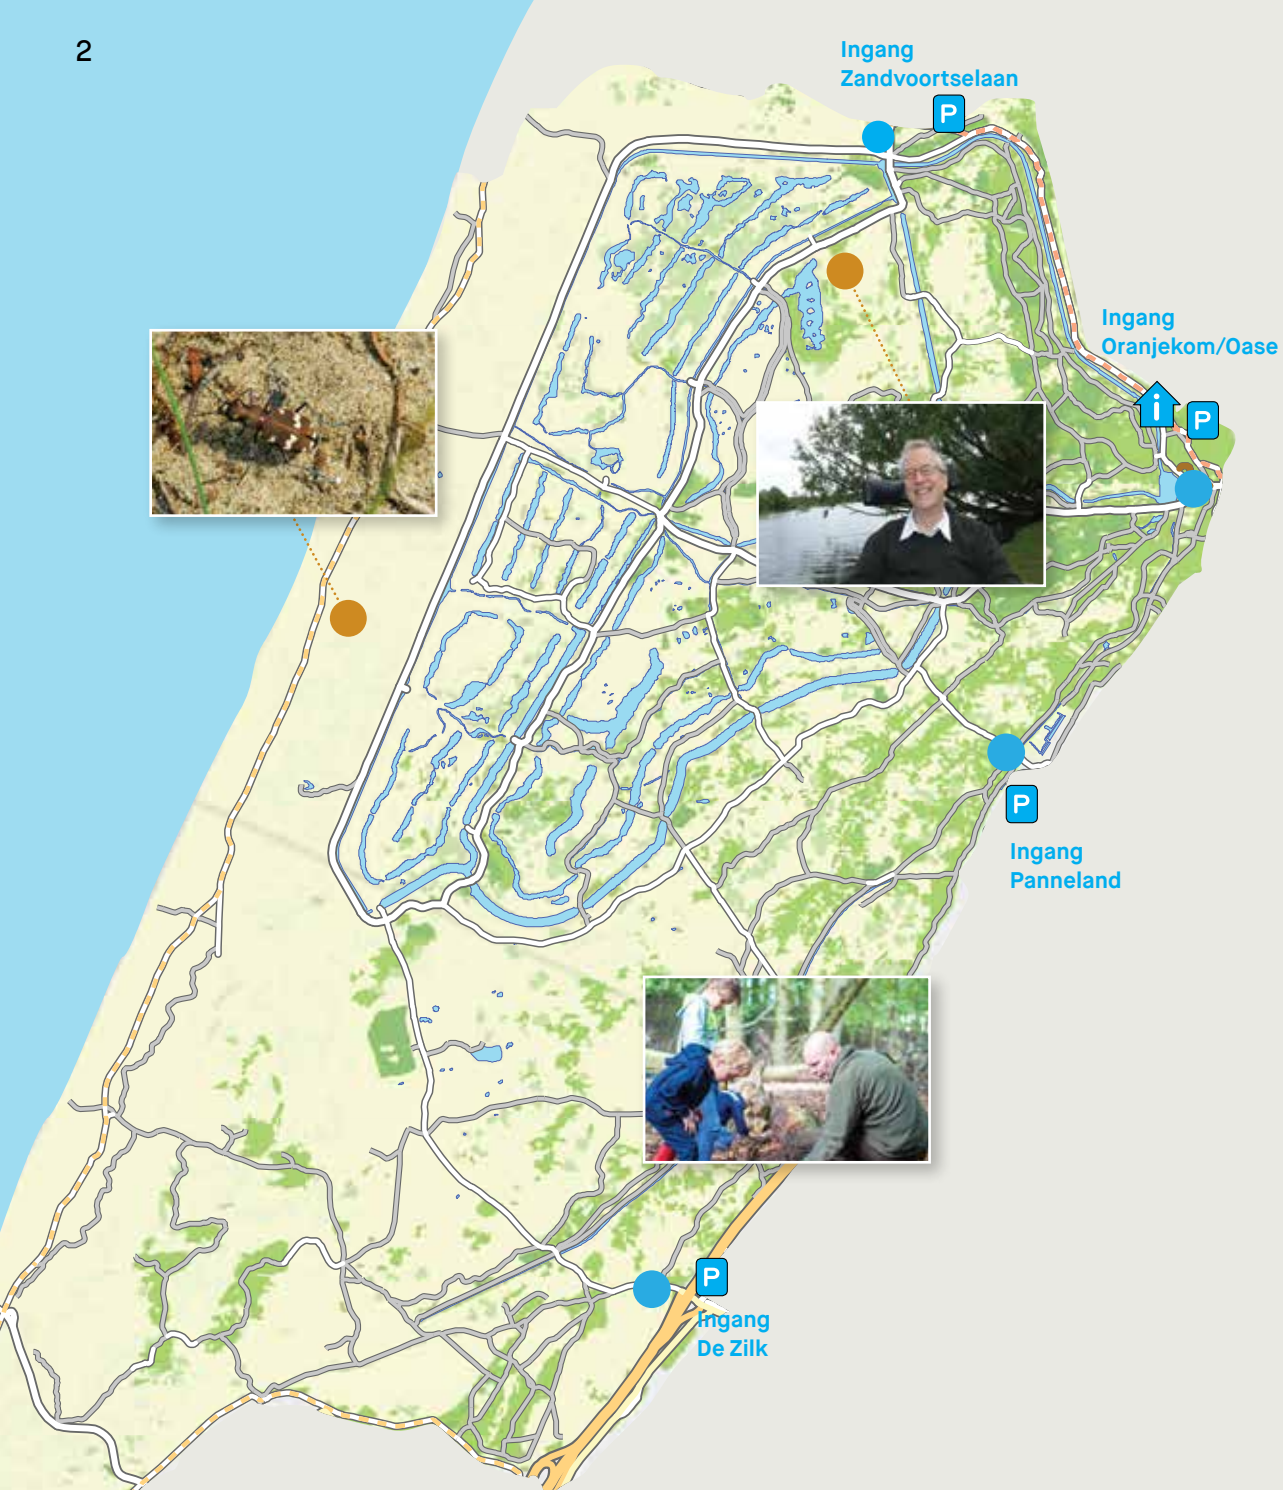 2
Ingang
Zandvoortselaan
P
Ingang
Oranjekom/Oase
i
P
P
Ingang
Panneland
P
Ingang
De Zilk